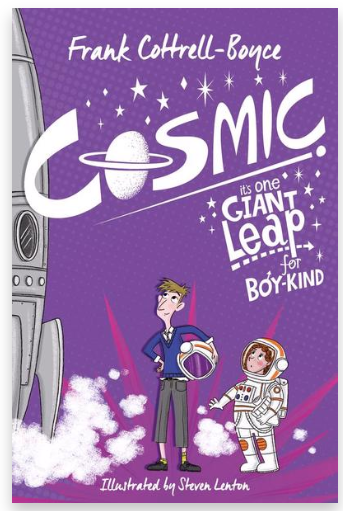 Frank Cottrell-Boyce
COSMIC
it's one
GIANT
Leap
for
BOY-KIND
Illustrated by Steven Lenton